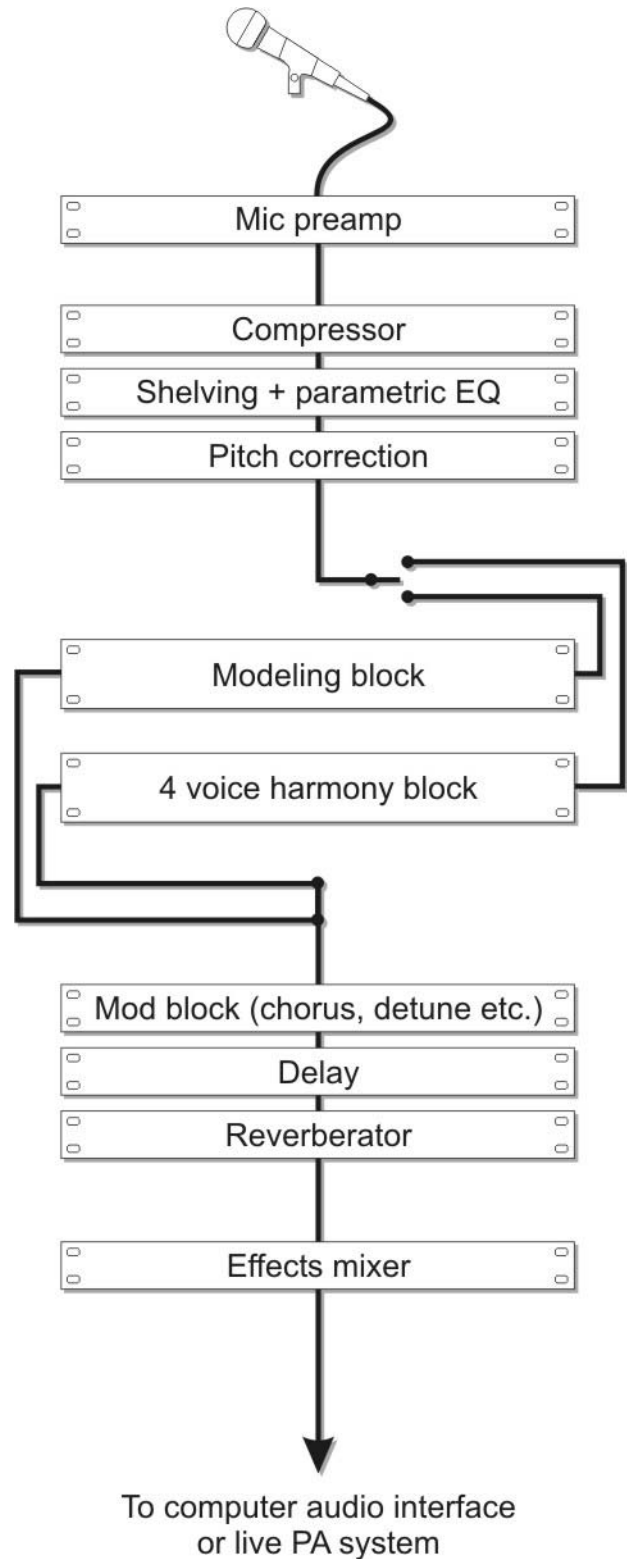 Mic preamp
Compressor
Shelving + parametric EQ
Pitch correction
Modeling block
4 voice harmony block
Mod block (chorus, detune etc.)
Delay
Reverberator
Effects mixer
To computer audio interface
or live PA system